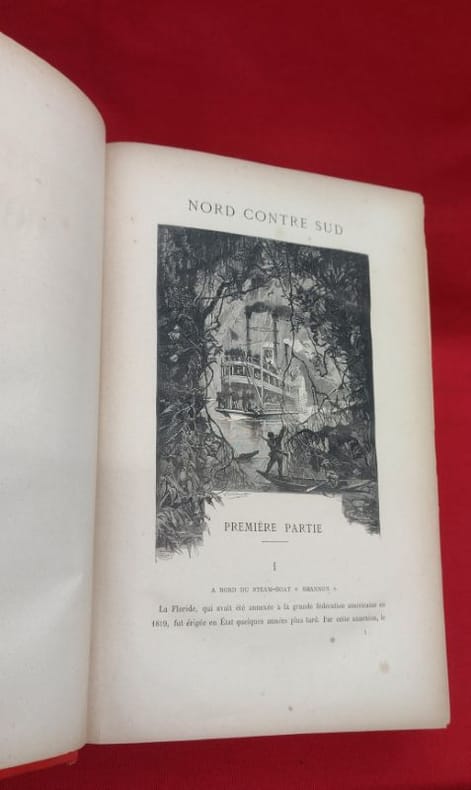 NORD CONTRE SUD
PREMIÈRE PARTIE
I
A BORD DU STEAM-BOAT « SHANNON »
La Floride, qui avait été annexée à la grande fédération américaine en
1819, fut érigée en État quelques années plus tard. Par cette annexion, le